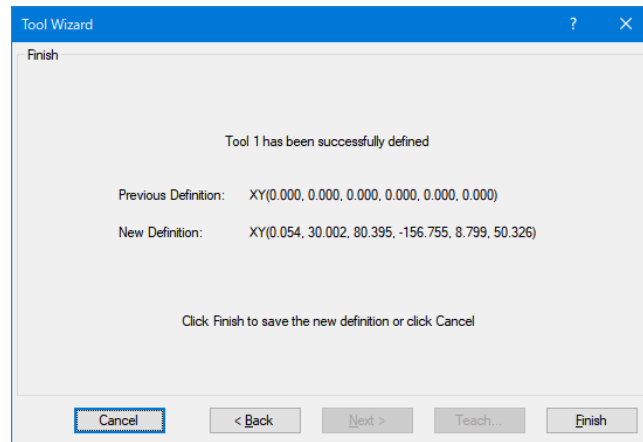 Tool Wizard ? ×
Finish
Tool 1 has been successfully defined
Previous Definition: XY(0.000, 0.000, 0.000, 0.000, 0.000, 0.000)
New Definition: XY(0.054, 30.002, 80.395, -156.755, 8.799, 50.326)
Click Finish to save the new definition or click Cancel
Cancel < Back Next > Teach... Finish